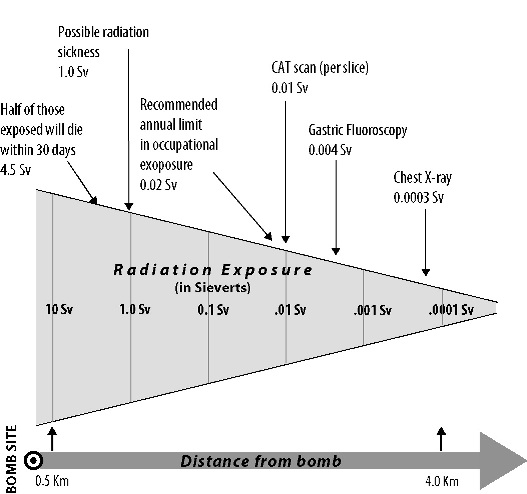 Possible radiation
sickness
1.0 Sv
Half of those
exposed will die
within 30 days
4.5 Sv
Recommended
annual limit
in occupational
exoposure
0.02 Sv
CAT scan (per slice)
0.01 Sv
Gastric Fluoroscopy
0.004 Sv
Chest X-ray
0.0003 Sv
Radiation Exposure
(in Sieverts)
10 Sv 1.0 Sv 0.1 Sv .01 Sv .001 Sv .0001 Sv
BOMB SITE
Distance from bomb
0.5 Km 4.0 Km